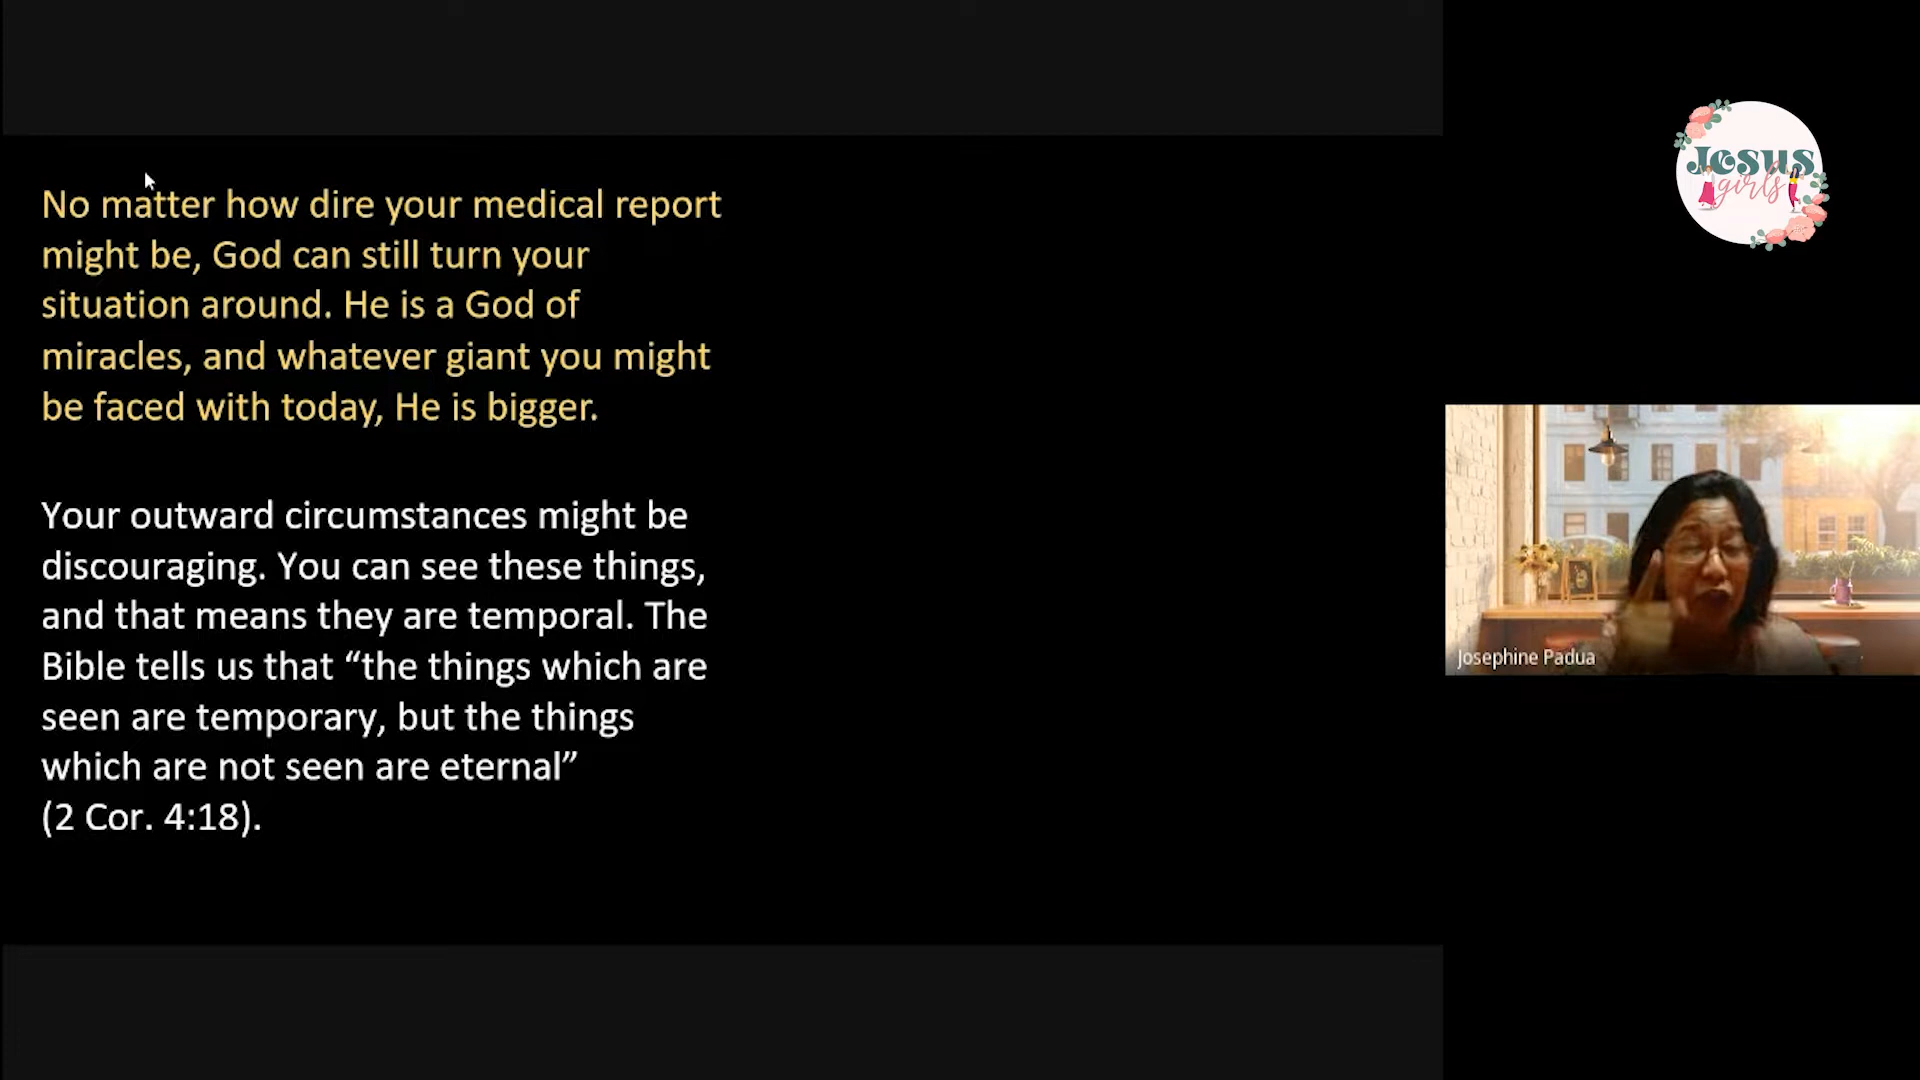 No matter how dire your medical report
might be, God can still turn your
situation around. He is a God of
miracles, and whatever giant you might
be faced with today, He is bigger.
Your outward circumstances might be
discouraging. You can see these things,
and that means they are temporal. The
Bible tells us that “the things which are
seen are temporary, but the things
which are not seen are eternal”
(2 Cor. 4:18).
Jesus
girls
Josephine Padua